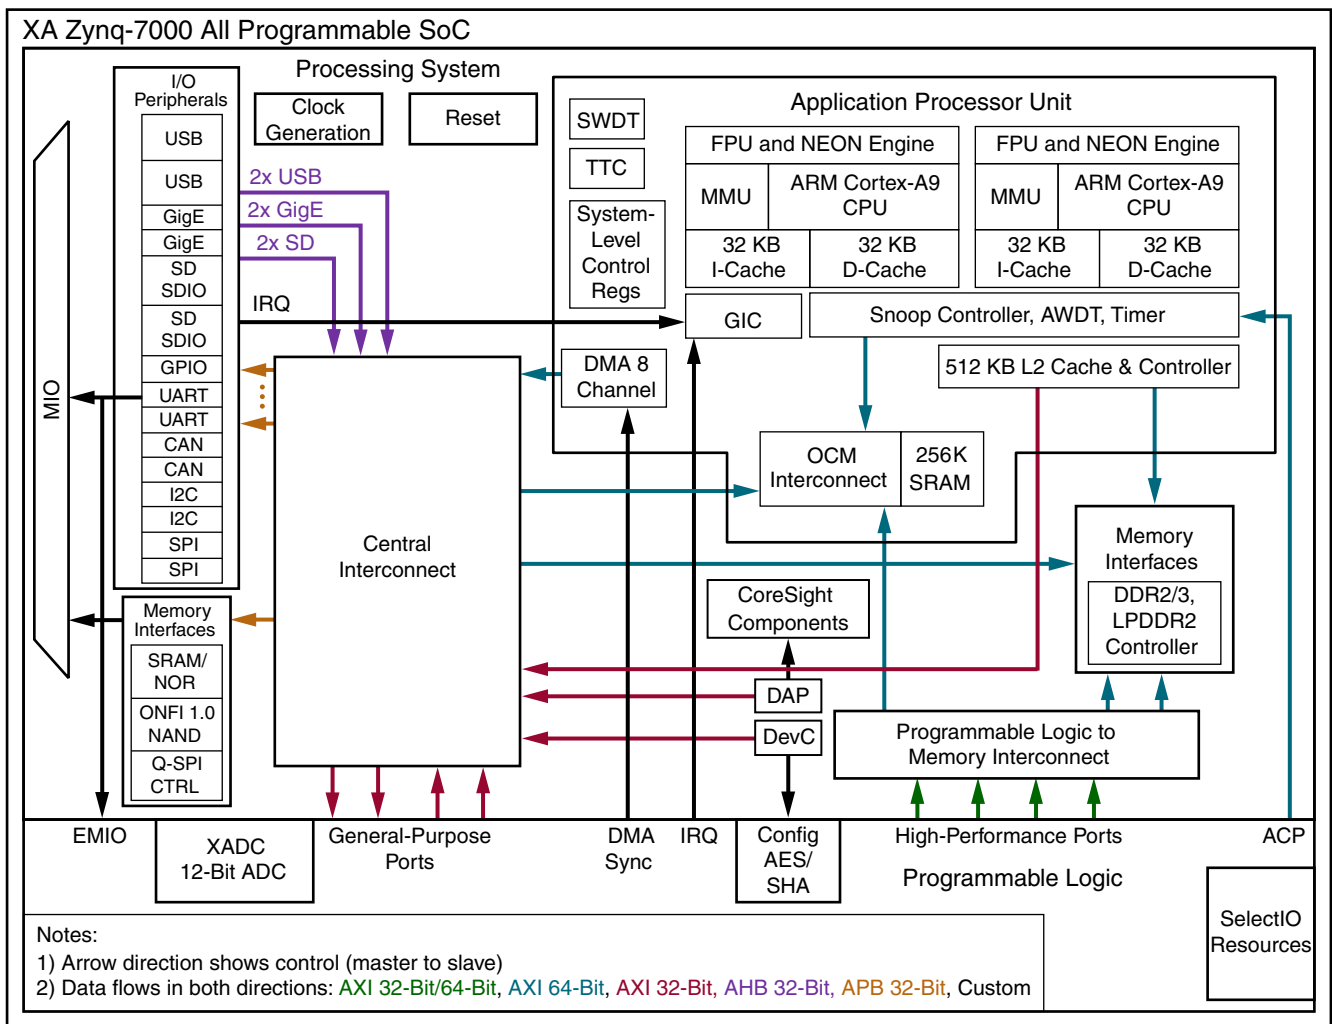 XA Zynq-7000 All Programmable SoC
Processing System
I/O
Peripherals
USB
USB
GigE
GigE
SD
SDIO
SD
SDIO
GPIO
UART
UART
CAN
CAN
I2C
I2C
SPI
SPI
MIO
Clock
Generation
Reset
2x USB
2x GigE
2x SD
IRQ
Application Processor Unit
SWDT
TTC
System-
Level
Control
Regs
FPU and NEON Engine
MMU
ARM Cortex-A9
CPU
32 KB
I-Cache
32 KB
D-Cache
FPU and NEON Engine
MMU
ARM Cortex-A9
CPU
32 KB
I-Cache
32 KB
D-Cache
GIC
Snoop Controller, AWDT, Timer
DMA 8
Channel
512 KB L2 Cache & Controller
OCM
Interconnect
256K
SRAM
Central
Interconnect
Memory
Interfaces
DDR2/3,
LPDDR2
Controller
CoreSight
Components
DAP
DevC
Programmable Logic to
Memory Interconnect
Memory
Interfaces
SRAM/
NOR
ONFI 1.0
NAND
Q-SPI
CTRL
EMIO
XADC
12-Bit ADC
General-Purpose
Ports
DMA
Sync
IRQ
Config
AES/
SHA
High-Performance Ports
ACP
Programmable Logic
SelectIO
Resources
Notes:
1) Arrow direction shows control (master to slave)
2) Data flows in both directions: AXI 32-Bit/64-Bit, AXI 64-Bit, AXI 32-Bit, AHB 32-Bit, APB 32-Bit, Custom